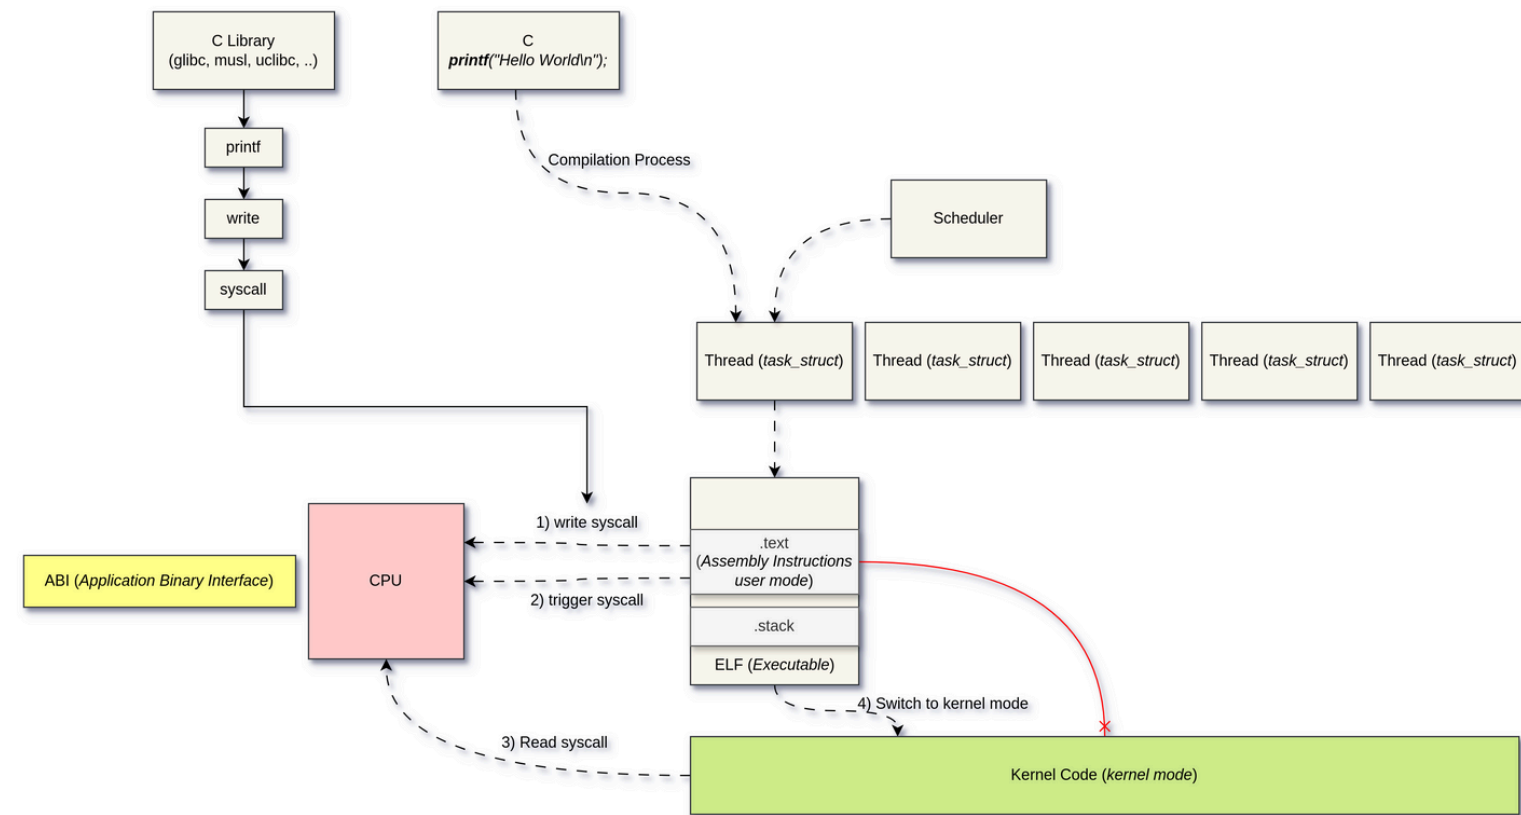 C Library
(glibc, musl, uclibc, ..)
C
printf("Hello World\n");
printf
Compilation Process
write
Scheduler
syscall
Thread (task_struct)
Thread (task_struct)
Thread (task_struct)
Thread (task_struct)
Thread (task_struct)
1) write syscall
.text
(Assembly Instructions
user mode)
ABI (Application Binary Interface)
CPU
2) trigger syscall
.stack
ELF (Executable)
4) Switch to kernel mode
3) Read syscall
Kernel Code (kernel mode)